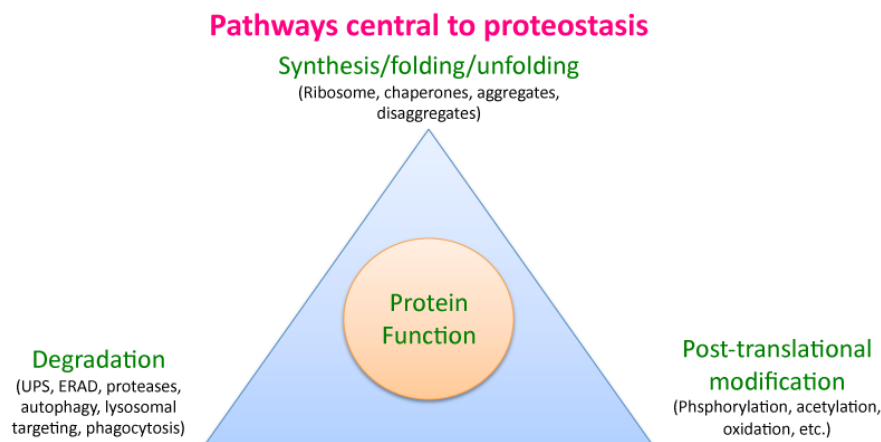 Pathways central to proteostasis
Synthesis/folding/unfolding
(Ribosome, chaperones, aggregates,
disaggregates)
Protein
Function
Degradation
(UPS, ERAD, proteases,
autophagy, lysosomal
targeting, phagocytosis)
Post-translational
modification
(Phsphorylation, acetylation,
oxidation, etc.)